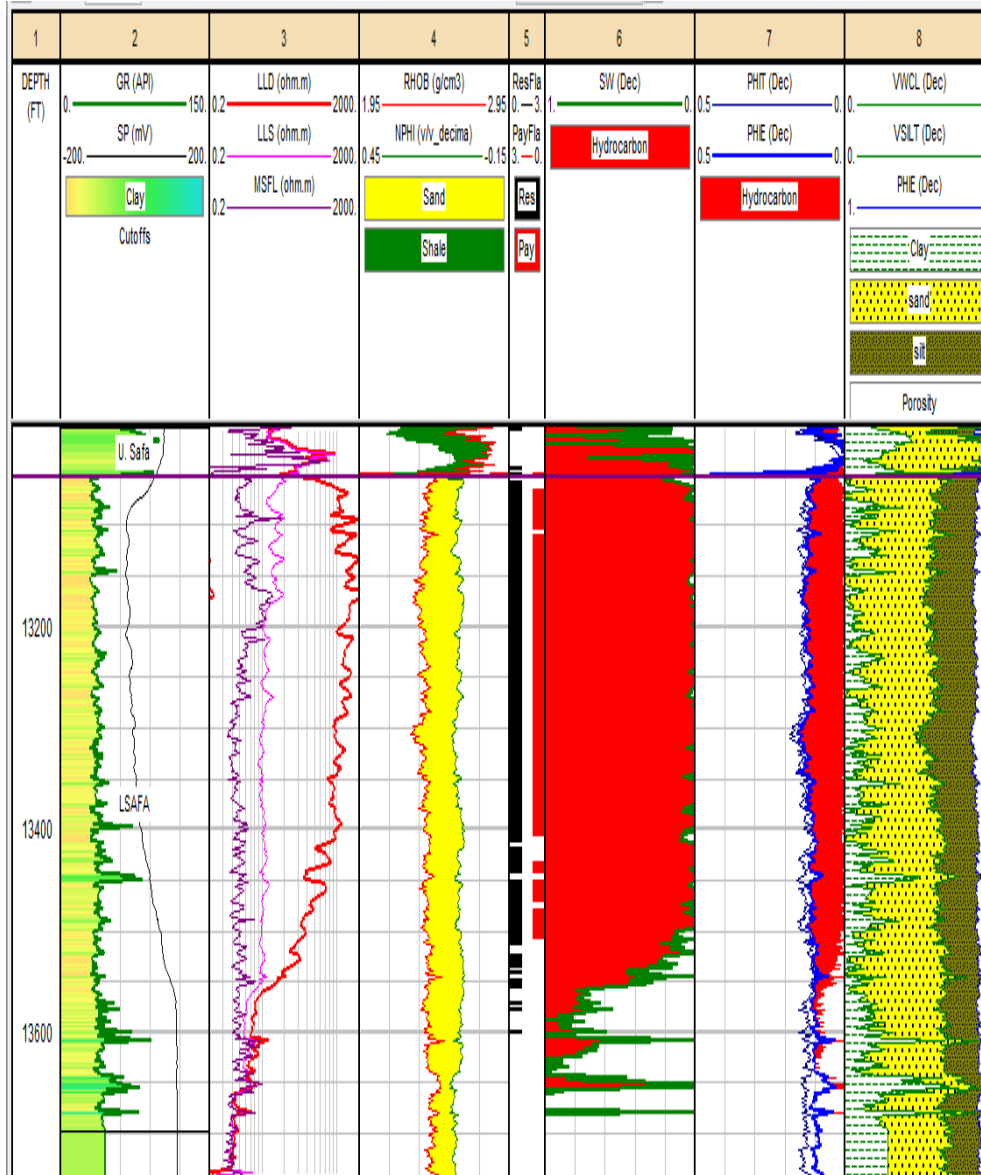 1 2 3 4 5 6 7 8
DEPTH (FT)
GR (API)
0. 150.
SP (mV)
-200. 200.
Clay
Cutoffs
LLD (ohm.m)
0.2 2000.
LLS (ohm.m)
0.2 2000.
MSFL (ohm.m)
0.2 2000.
RHOB (g/cm3)
1.95 2.95
NPHI (v/v_decima)
0.45 -0.15
Sand
Shale
ResFla
0. 3.
PayFla
3. 0.
Res
Pay
SW (Dec)
1. 0.
Hydrocarbon
PHIT (Dec)
0.5 0.
PHIE (Dec)
0.5 0.
Hydrocarbon
VWCL (Dec)
0.
VSILT (Dec)
0.
PHIE (Dec)
1.
Clay
sand
silt
Porosity
U. Safa
13200
LSAFA
13400
13600